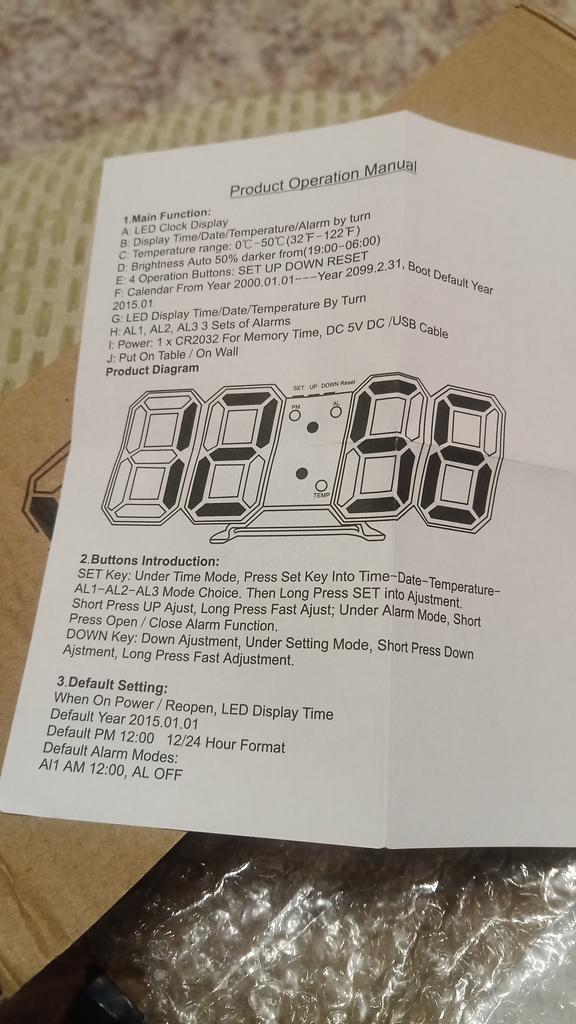 Product Operation Manual
1.Main Function:
A: LED Clock Display
B: Display Time/Date/Temperature/Alarm by turn
C: Temperature range: 0℃-50℃(32℉-122℉)
D: Brightness Auto 50% darker from(19:00-06:00)
E: 4 Operation Buttons: SET UP DOWN RESET
F: Calendar From Year 2000.01.01---Year 2099.2.31, Boot Default Year
2015.01
G: LED Display Time/Date/Temperature By Turn
H: AL1, AL2, AL3 3 Sets of Alarms
I: Power: 1 x CR2032 For Memory Time, DC 5V DC /USB Cable
J: Put On Table / On Wall
Product Diagram
SET UP DOWN Reset
PM AL
12:58
TEMP
2.Buttons Introduction:
SET Key: Under Time Mode, Press Set Key Into Time-Date-Temperature-
AL1-AL2-AL3 Mode Choice. Then Long Press SET into Ajustment.
Short Press UP Ajust, Long Press Fast Ajust; Under Alarm Mode, Short
Press Open / Close Alarm Function.
DOWN Key: Down Ajustment, Under Setting Mode, Short Press Down
Ajstment, Long Press Fast Adjustment.
3.Default Setting:
When On Power / Reopen, LED Display Time
Default Year 2015.01.01
Default PM 12:00 12/24 Hour Format
Default Alarm Modes:
Al1 AM 12:00, AL OFF